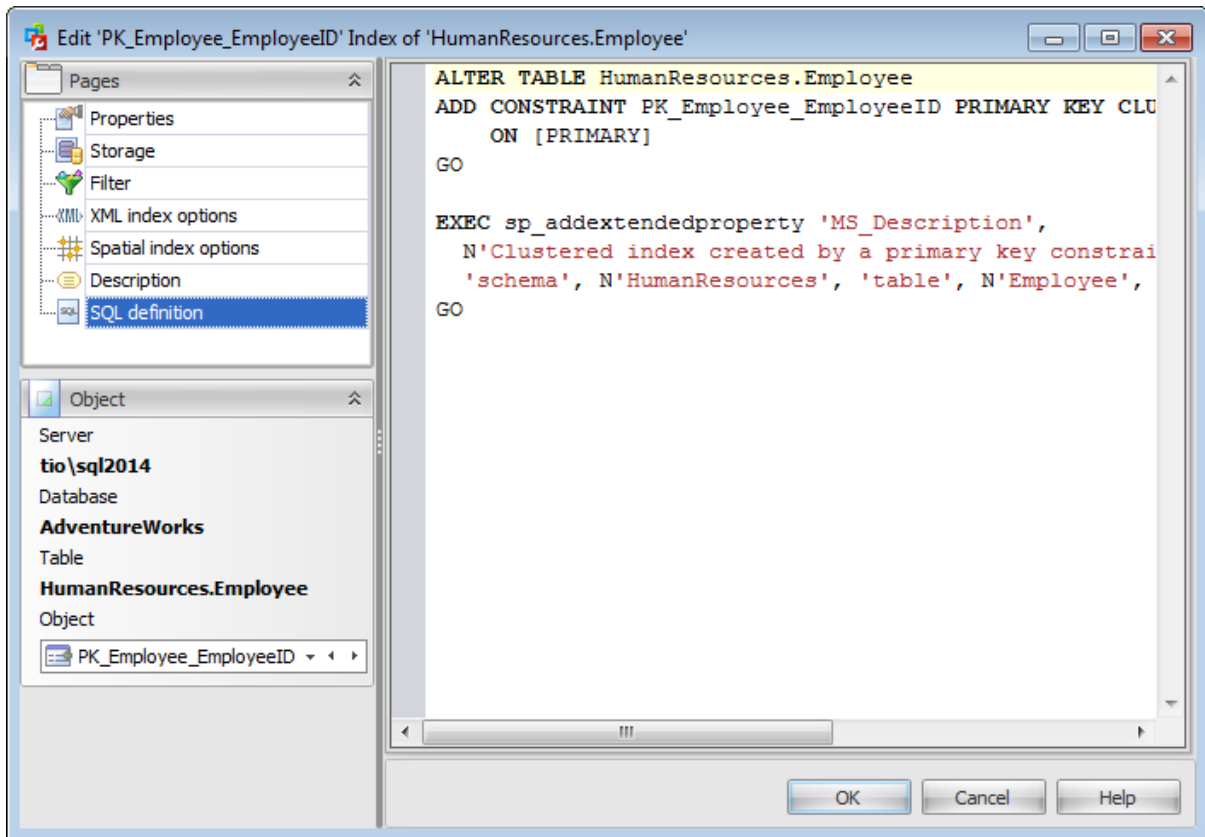 Edit 'PK_Employee_EmployeeID' Index of 'HumanResources.Employee'
Pages
Properties
Storage
Filter
XML index options
Spatial index options
Description
SQL definition
Object
Server
tio\sql2014
Database
AdventureWorks
Table
HumanResources.Employee
Object
PK_Employee_EmployeeID
ALTER TABLE HumanResources.Employee
ADD CONSTRAINT PK_Employee_EmployeeID PRIMARY KEY CLU
ON [PRIMARY]
GO
EXEC sp_addextendedproperty 'MS_Description',
N'Clustered index created by a primary key constrai
'schema', N'HumanResources', 'table', N'Employee',
GO
OK Cancel Help